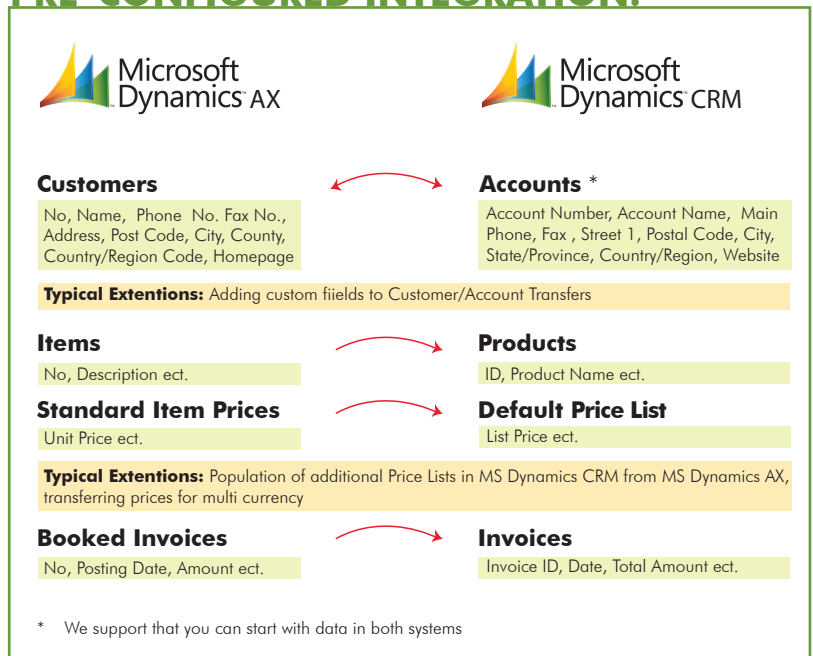 PRE-CONFIGURED INTEGRATION:
Microsoft Dynamics AX
Microsoft Dynamics CRM
Customers
No, Name, Phone No. Fax No.,
Address, Post Code, City, County,
Country/Region Code, Homepage
Accounts *
Account Number, Account Name, Main
Phone, Fax , Street 1, Postal Code, City,
State/Province, Country/Region, Website
Typical Extentions: Adding custom fiields to Customer/Account Transfers
Items
No, Description ect.
Products
ID, Product Name ect.
Standard Item Prices
Unit Price ect.
Default Price List
List Price ect.
Typical Extentions: Population of additional Price Lists in MS Dynamics CRM from MS Dynamics AX,
transferring prices for multi currency
Booked Invoices
No, Posting Date, Amount ect.
Invoices
Invoice ID, Date, Total Amount ect.
* We support that you can start with data in both systems